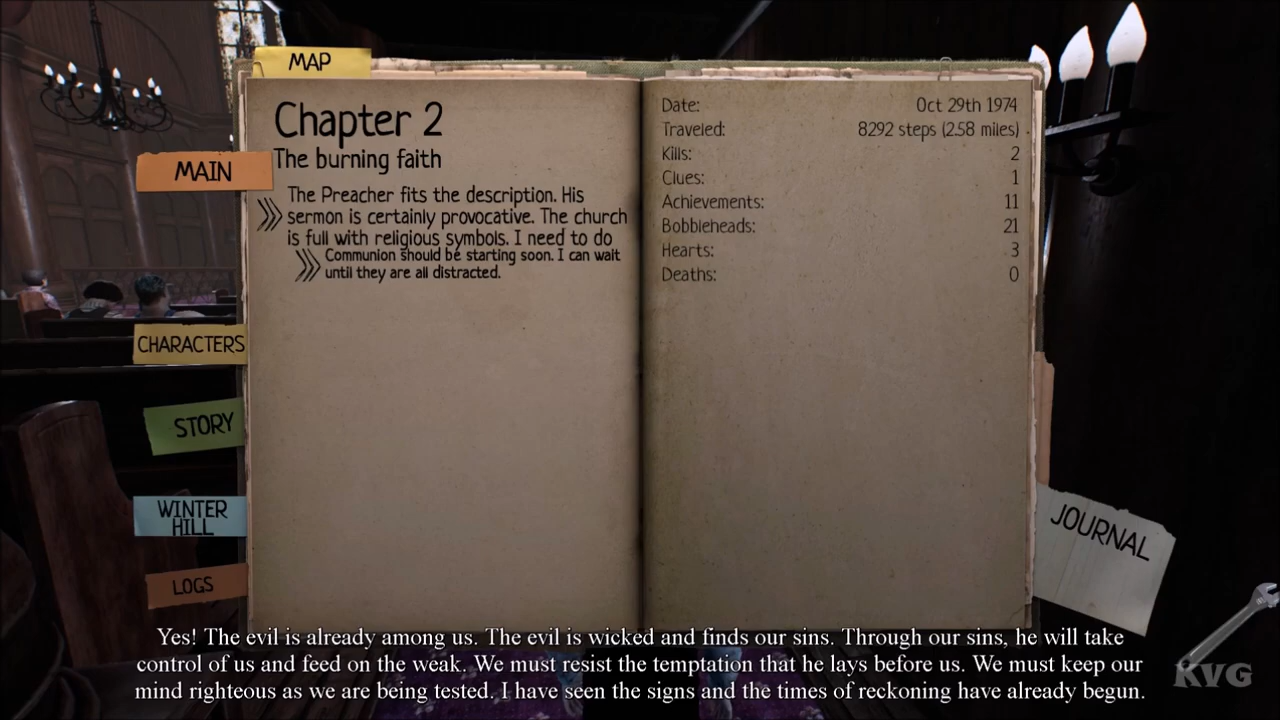 MAP
Chapter 2
The burning faith
MAIN
The Preacher fits the description. His
sermon is certainly provocative. The church
is full with religious symbols. I need to do
Communion should be starting soon. I can wait
until they are all distracted.
CHARACTERS
STORY
WINTER
HILL
LOGS
Date: Oct 29th 1974
Traveled: 8292 steps (2.58 miles)
Kills: 2
Clues: 1
Achievements: 11
Bobbleheads: 21
Hearts: 3
Deaths: 0
JOURNAL
Yes! The evil is already among us. The evil is wicked and finds our sins. Through our sins, he will take
control of us and feed on the weak. We must resist the temptation that he lays before us. We must keep our
mind righteous as we are being tested. I have seen the signs and the times of reckoning have already begun.
KVG